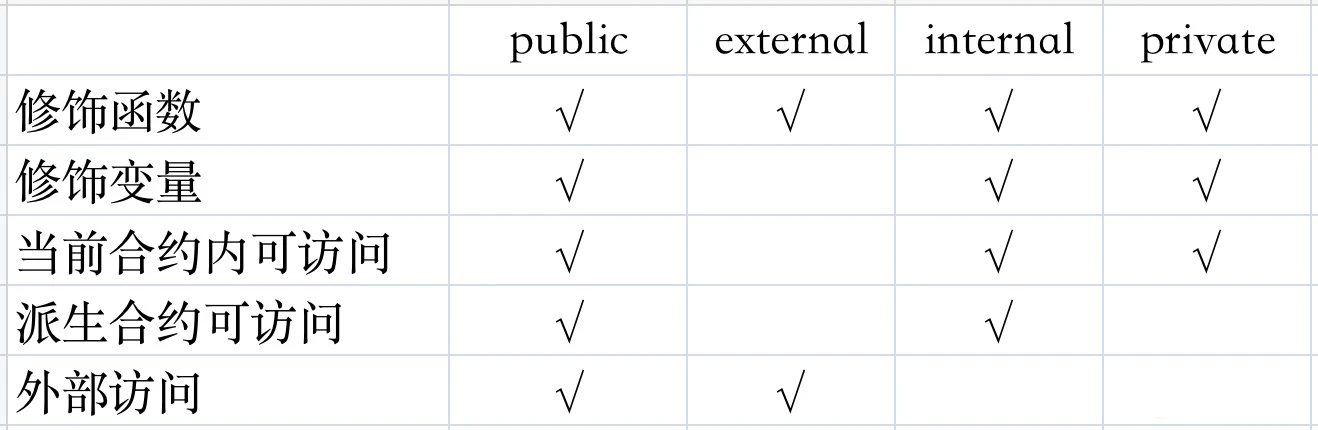 public external internal private
修饰函数 √ √ √ √
修饰变量 √ √ √
当前合约内可访问 √ √ √
派生合约可访问 √ √
外部访问 √ √